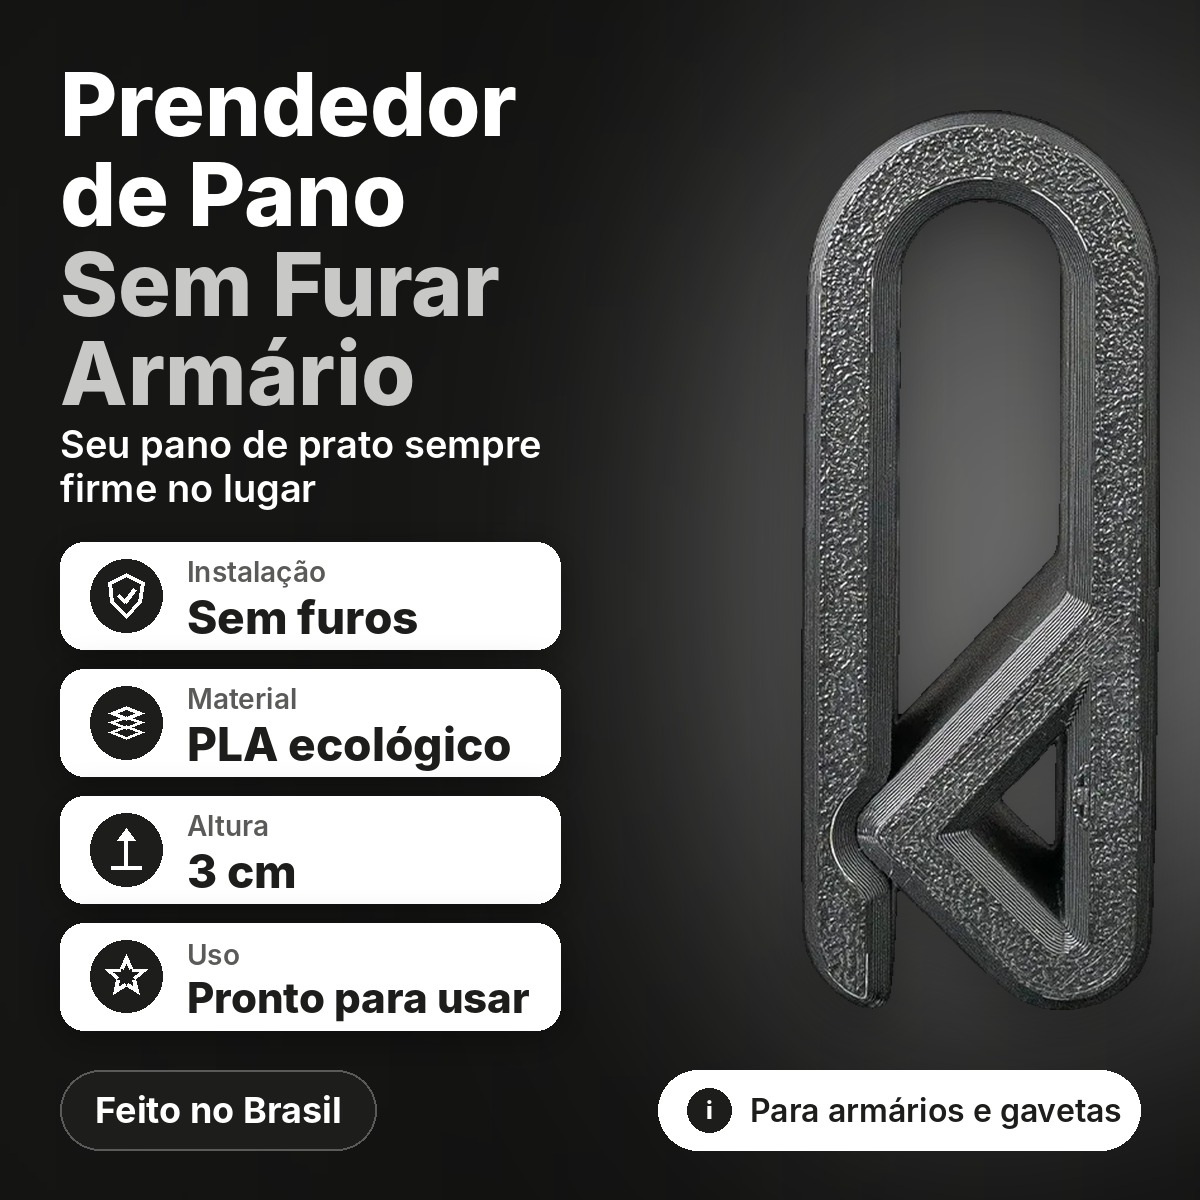 Prendedor
de Pano
Sem Furar
Armário
Seu pano de prato sempre
firme no lugar
Instalação
Sem furos
Material
PLA ecológico
Altura
3 cm
Uso
Pronto para usar
Feito no Brasil
i Para armários e gavetas